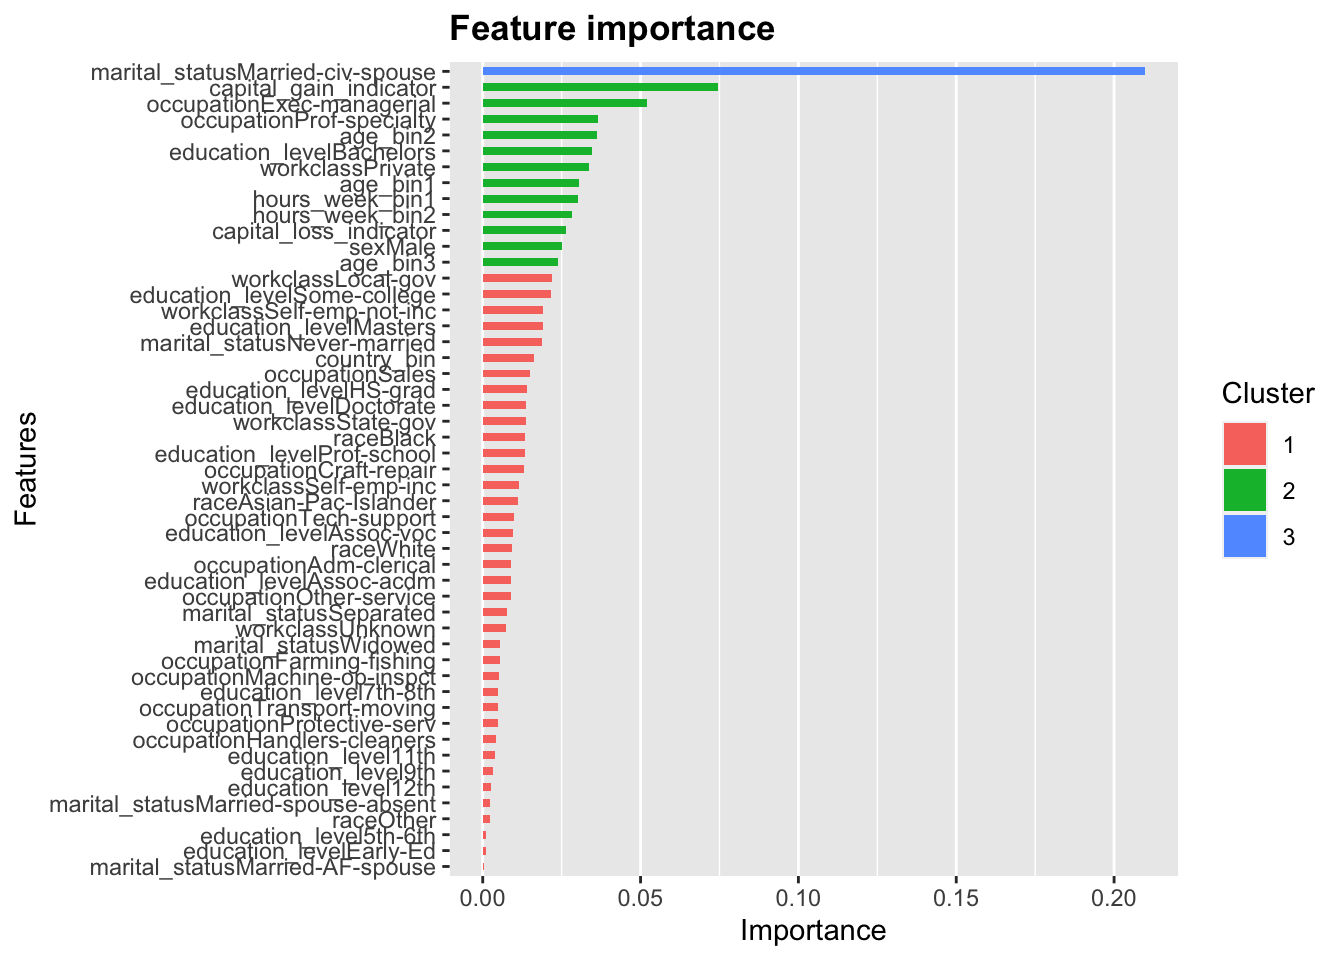 Feature importance
marital_statusMarried-civ-spouse
capital_gain_indicator
occupationExec-managerial
occupationProf-specialty
age_bin2
education_levelBachelors
workclassPrivate
age_bin1
hours_week_bin1
hours_week_bin2
capital_loss_indicator
sexMale
age_bin3
workclassLocal-gov
education_levelSome-college
workclassSelf-emp-not-inc
education_levelMasters
marital_statusNever-married
country_bin
occupationSales
education_levelHS-grad
education_levelDoctorate
workclassState-gov
raceBlack
education_levelProf-school
occupationCraft-repair
workclassSelf-emp-inc
raceAsian-Pac-Islander
occupationTech-support
education_levelAssoc-voc
raceWhite
occupationAdm-clerical
education_levelAssoc-acdm
occupationOther-service
marital_statusSeparated
workclassUnknown
marital_statusWidowed
occupationFarming-fishing
occupationMachine-op-inspct
education_level7th-8th
occupationTransport-moving
occupationProtective-serv
occupationHandlers-cleaners
education_level11th
education_level9th
education_level12th
marital_statusMarried-spouse-absent
raceOther
education_level5th-6th
education_levelEarly-Ed
marital_statusMarried-AF-spouse
Features
0.00 0.05 0.10 0.15 0.20
Importance
Cluster
1
2
3